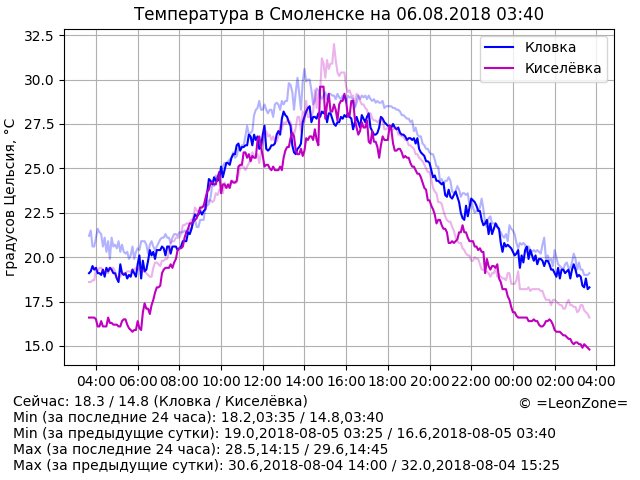 Температура в Смоленске на 06.08.2018 03:40
32.5
30.0
27.5
25.0
22.5
20.0
17.5
15.0
градусов Цельсия, °C
Кловка
Киселёвка
04:00 06:00 08:00 10:00 12:00 14:00 16:00 18:00 20:00 22:00 00:00 02:00 04:00
Сейчас: 18.3 / 14.8 (Кловка / Киселёвка)
© =LeonZone=
Min (за последние 24 часа): 18.2,03:35 / 14.8,03:40
Min (за предыдущие сутки): 19.0,2018-08-05 03:25 / 16.6,2018-08-05 03:40
Max (за последние 24 часа): 28.5,14:15 / 29.6,14:45
Max (за предыдущие сутки): 30.6,2018-08-04 14:00 / 32.0,2018-08-04 15:25